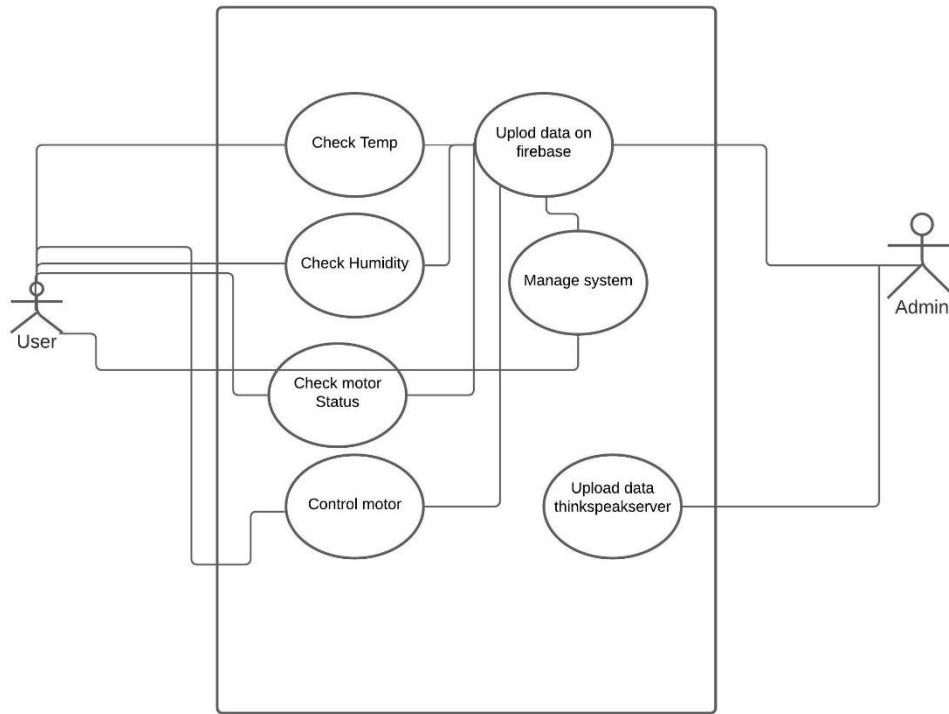 Check Temp
Uplod data on
firebase
Check Humidity
Manage system
User
Admin
Check motor
Status
Control motor
Upload data
thinkspeakserver